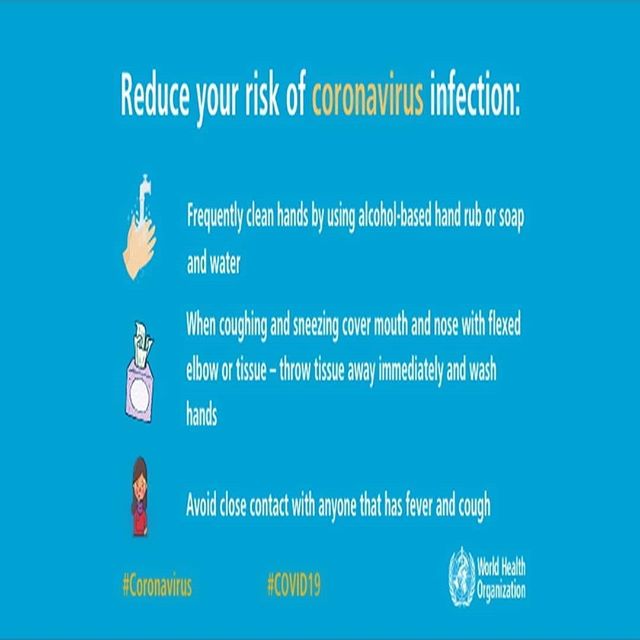 Reduce your risk of coronavirus infection:
Frequently clean hands by using alcohol-based hand rub or soap
and water
When coughing and sneezing cover mouth and nose with flexed
elbow or tissue – throw tissue away immediately and wash
hands
Avoid close contact with anyone that has fever and cough
#Coronavirus #COVID19
World Health
Organization